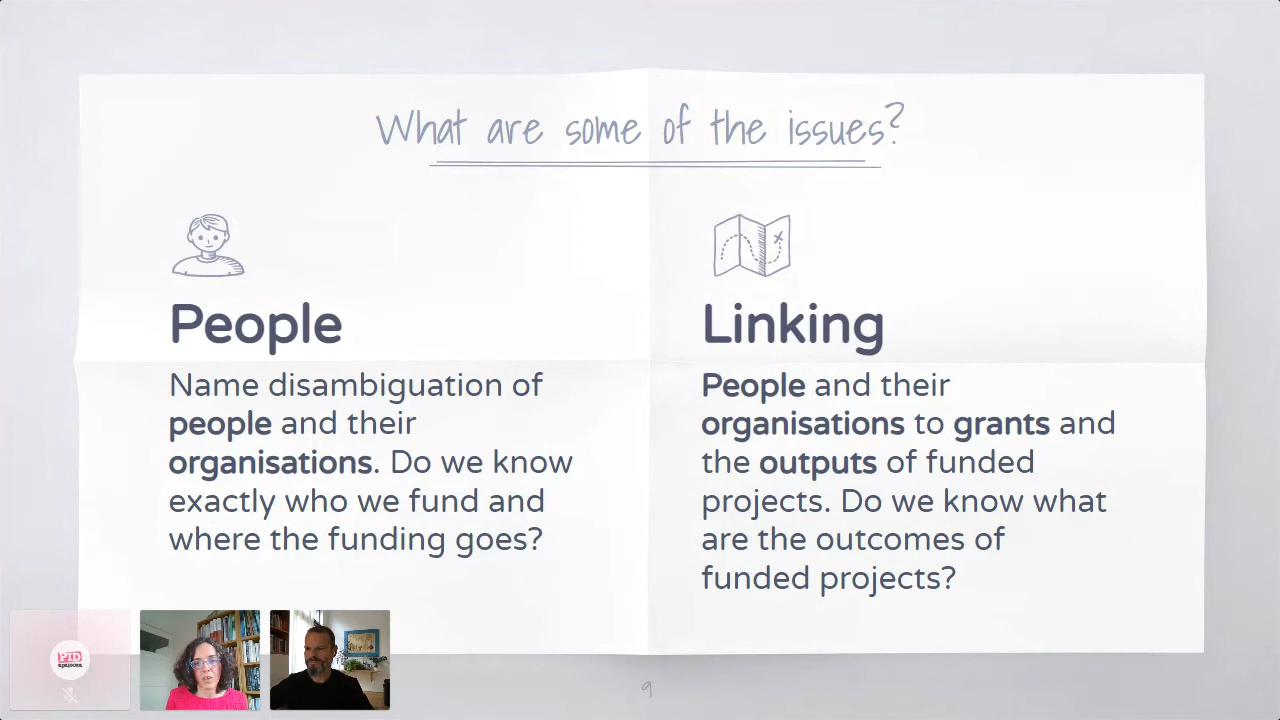 What are some of the issues?
People
Name disambiguation of
people and their
organisations. Do we know
exactly who we fund and
where the funding goes?
Linking
People and their
organisations to grants and
the outputs of funded
projects. Do we know what
are the outcomes of
funded projects?
PID
apalooza
9